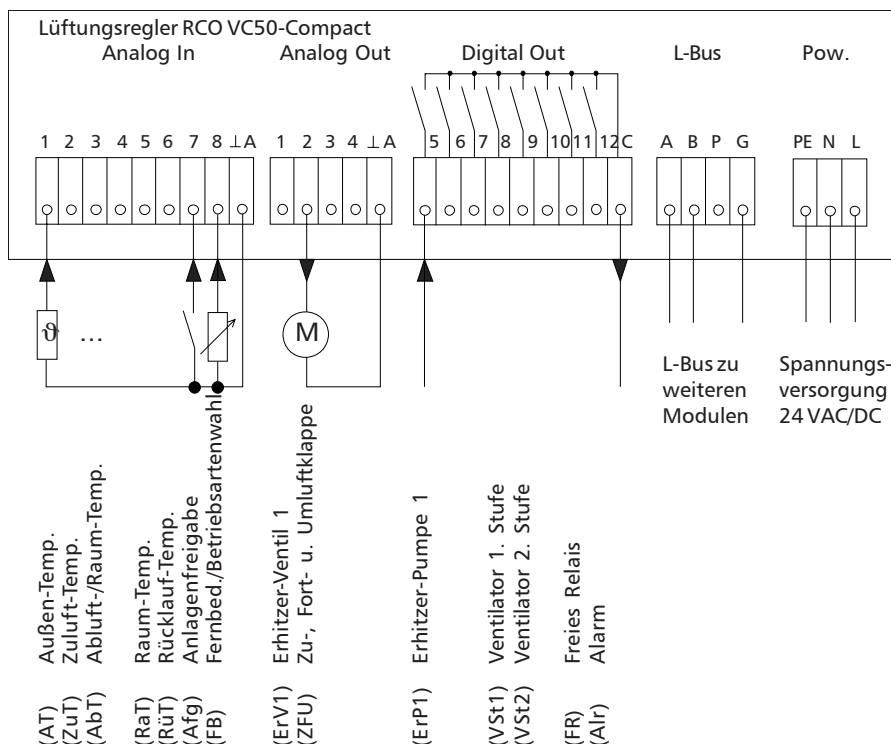 Lüftungsregler RCO VC50-Compact
Analog In
Analog Out
Digital Out
L-Bus
Pow.
1 2 3 4 5 6 7 8 ⊥A
1 2 3 4 ⊥A
5 6 7 8 9 10 11 12 C
A B P G
PE N L
ϑ ...
M
L-Bus zu
weiteren
Modulen
Spannungs-
versorgung
24 VAC/DC
(AT) Außen-Temp.
(ZuT) Zuluft-Temp.
(AbT) Abluft-/Raum-Temp.
(RaT) Raum-Temp.
(RüT) Rücklauf-Temp.
(Afg) Anlagenfreigabe
(FB) Fernbed./Betriebsartenwahl
(ErV1) Erhitzer-Ventil 1
(ZFU) Zu-, Fort- u. Umluftklappe
(ErP1) Erhitzer-Pumpe 1
(VSt1) Ventilator 1. Stufe
(VSt2) Ventilator 2. Stufe
(FR) Freies Relais
(Alr) Alarm